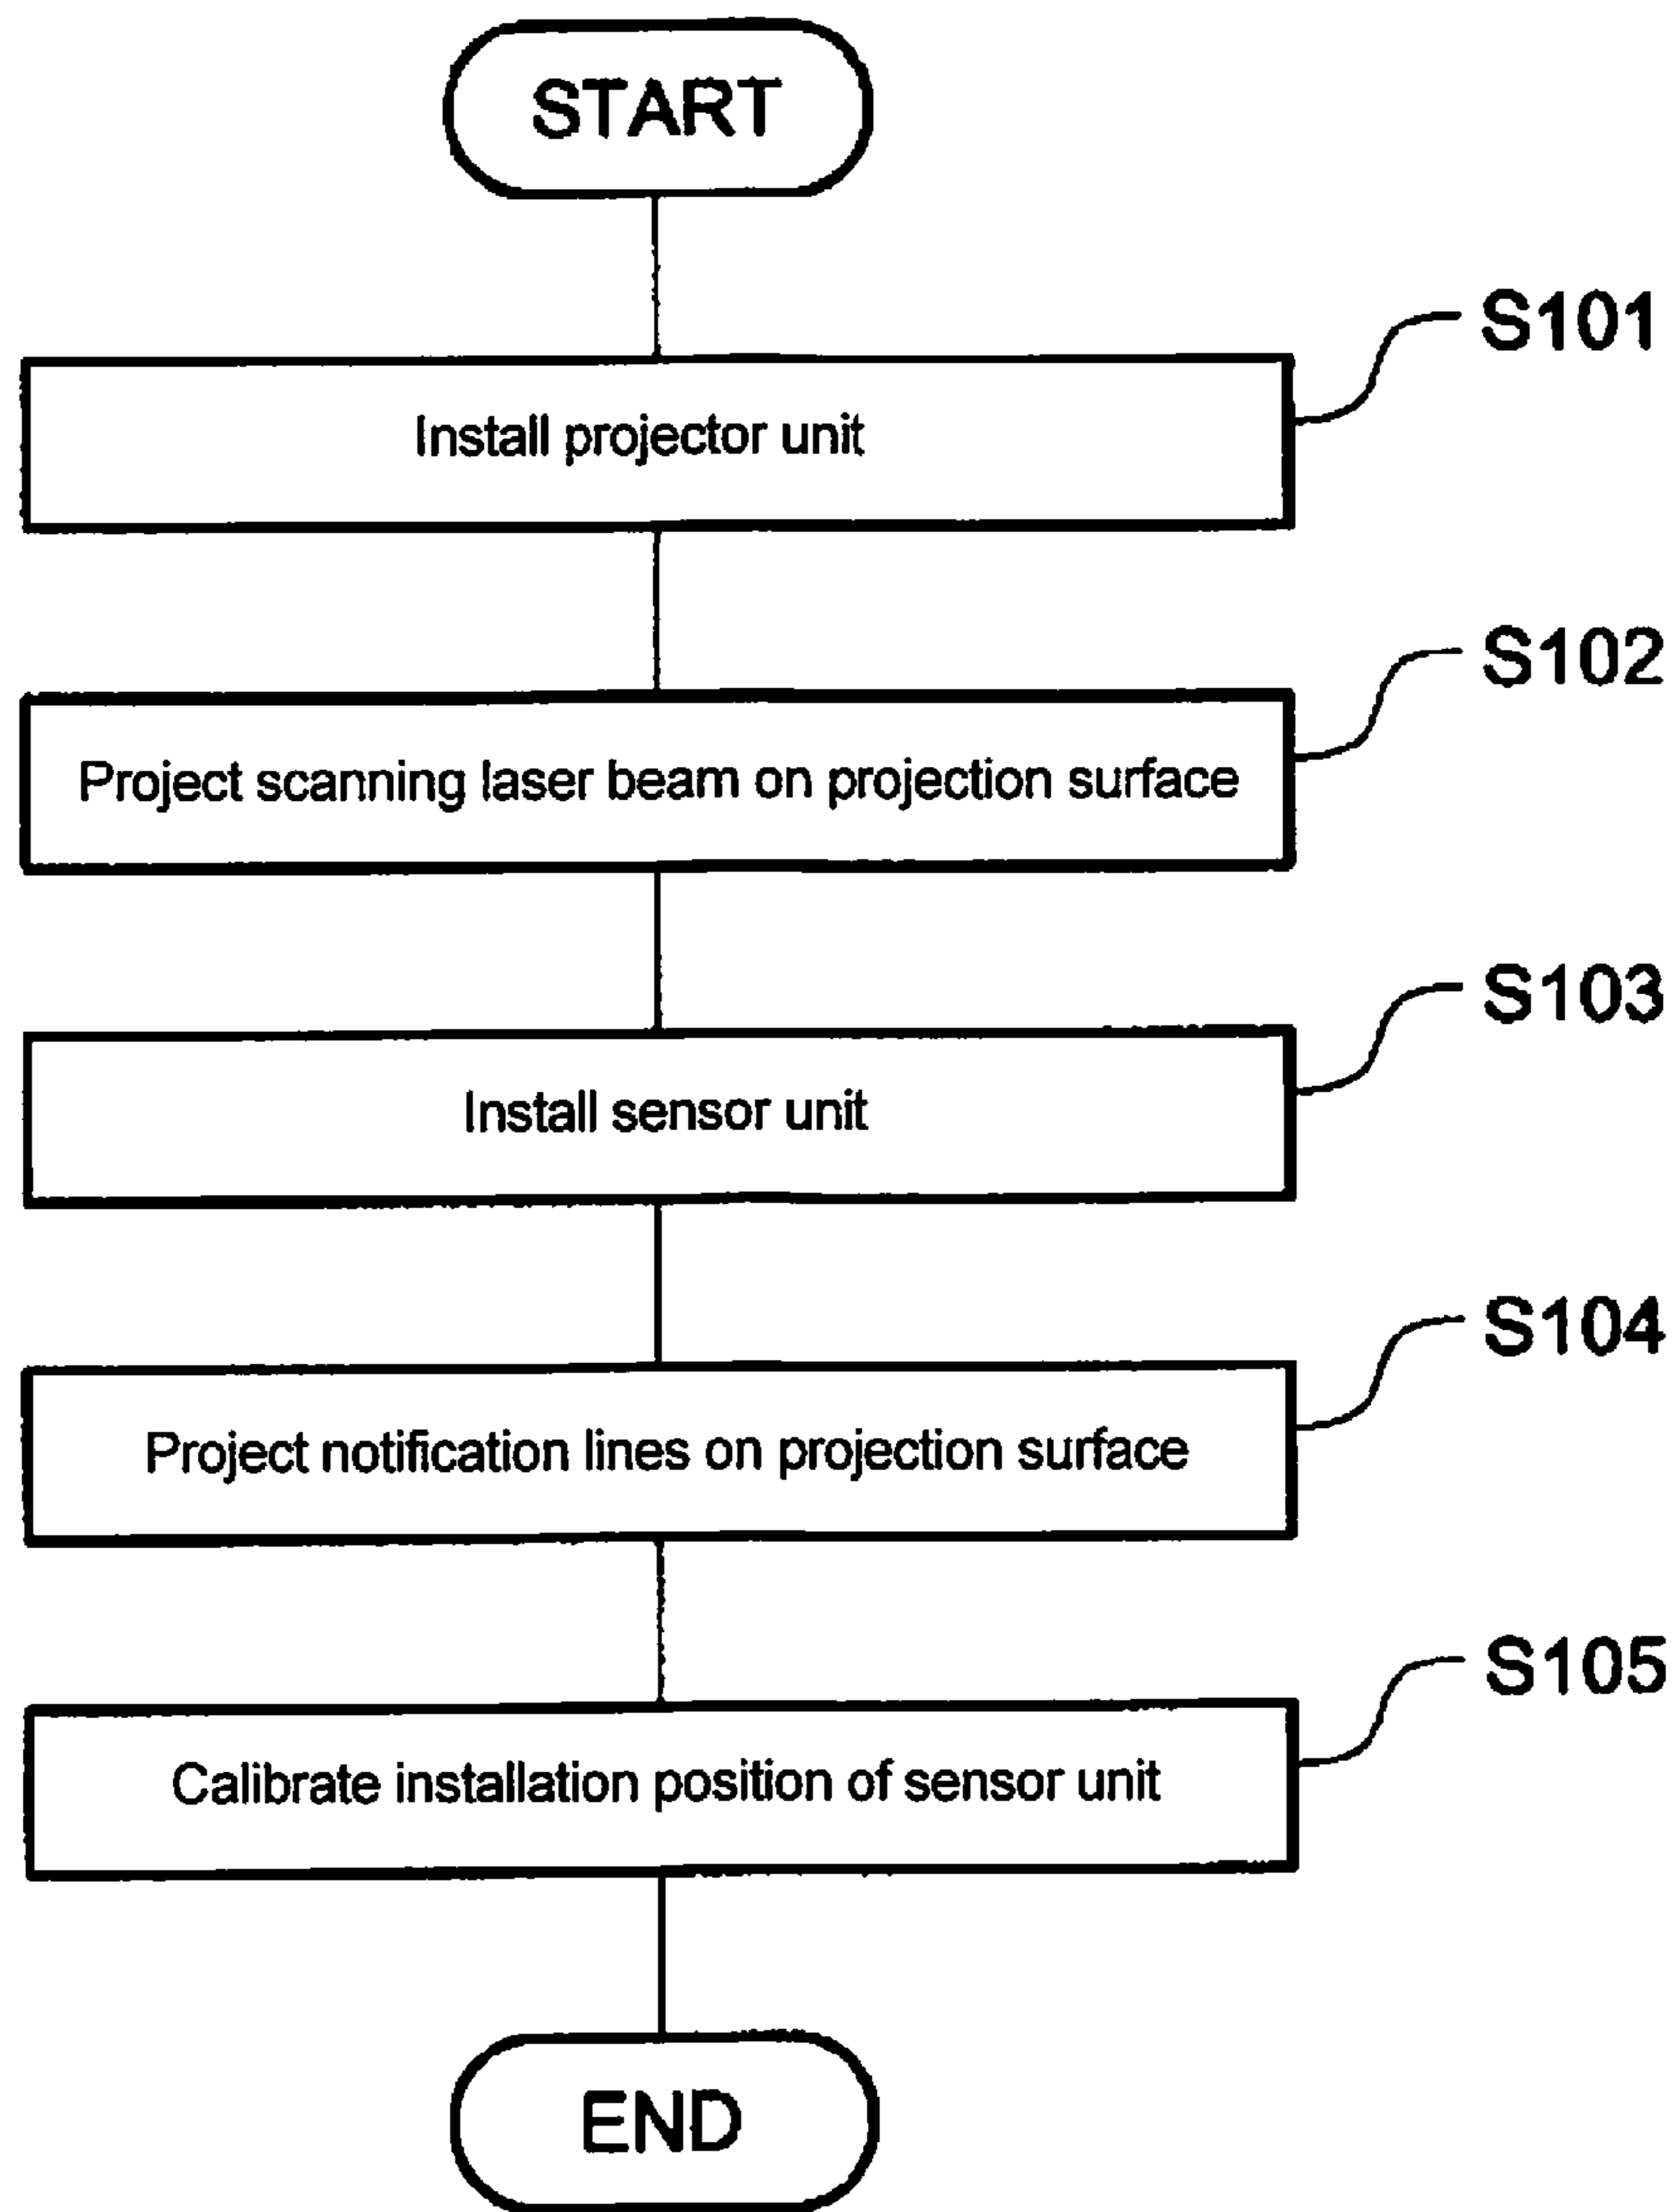 START
S101
Install projector unit
S102
Project scanning laser beam on projection surface
S103
Install sensor unit
S104
Project notification lines on projection surface
S105
Calibrate installation position of sensor unit
END